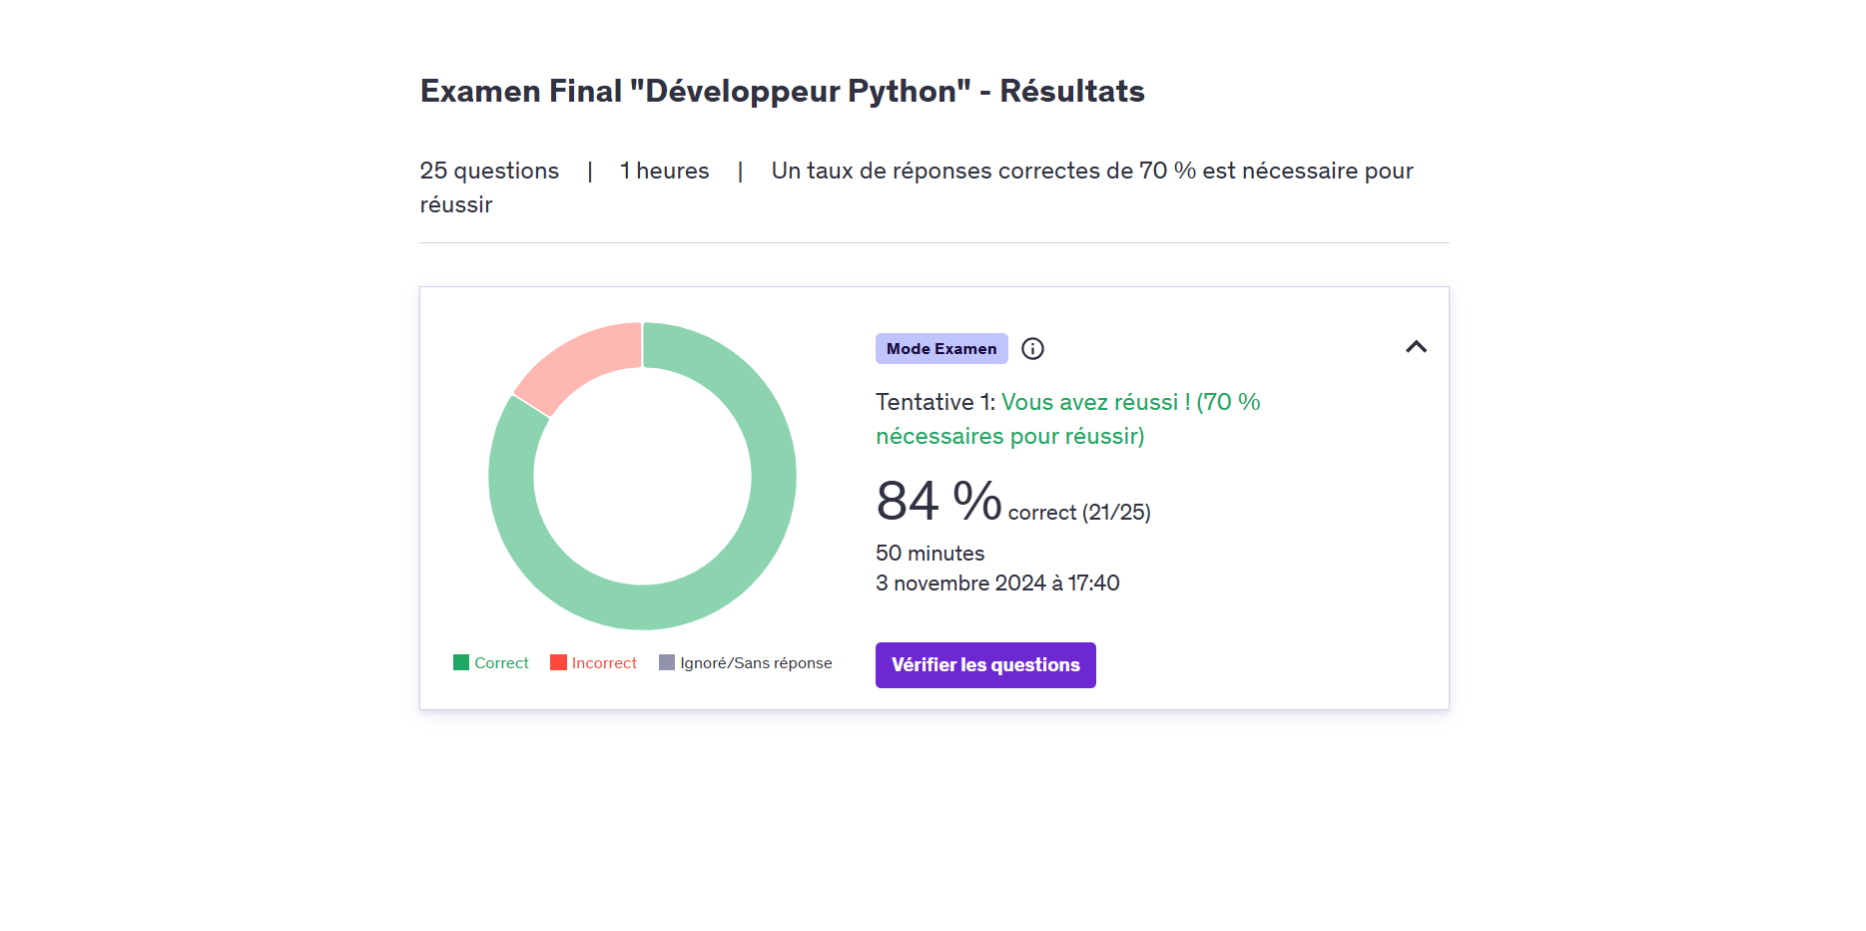 Examen Final "Développeur Python" - Résultats
25 questions | 1 heures | Un taux de réponses correctes de 70 % est nécessaire pour
réussir
Mode Examen
Tentative 1: Vous avez réussi ! (70 %
nécessaires pour réussir)
84 % correct (21/25)
50 minutes
3 novembre 2024 à 17:40
Correct Incorrect Ignoré/Sans réponse
Vérifier les questions